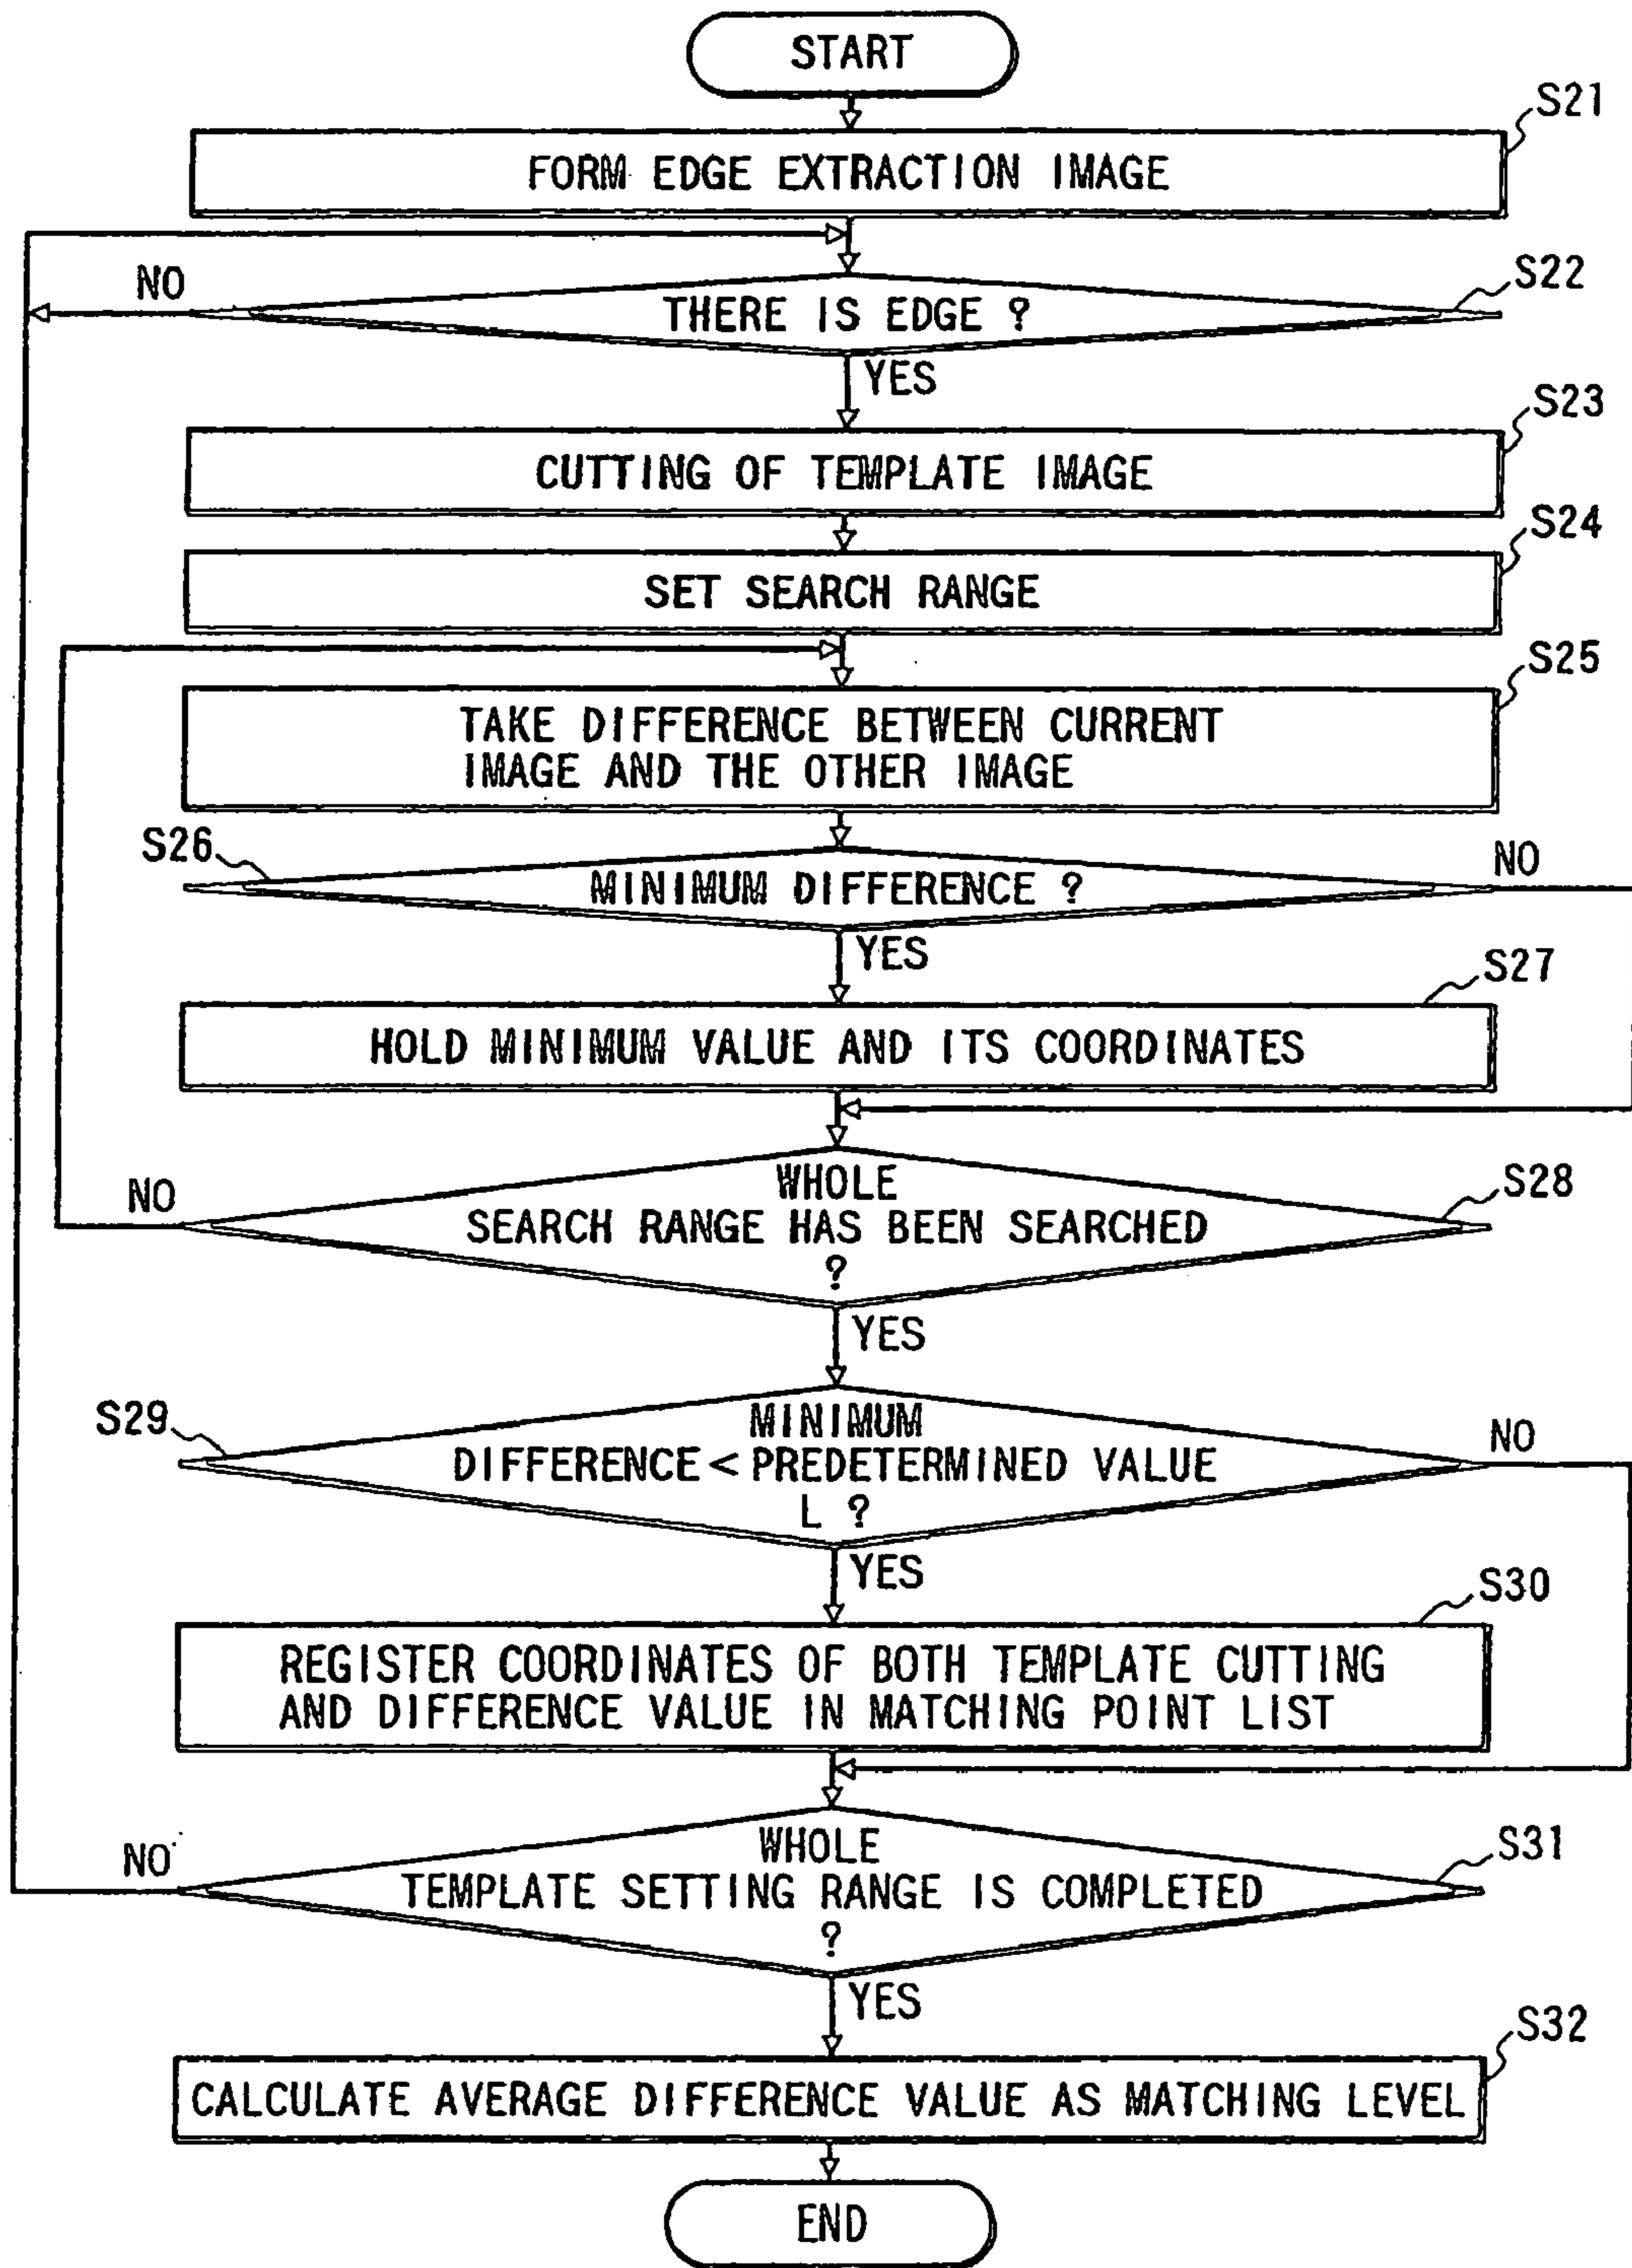 START
S21
FORM EDGE EXTRACTION IMAGE
NO
S22
THERE IS EDGE ?
YES
S23
CUTTING OF TEMPLATE IMAGE
S24
SET SEARCH RANGE
S25
TAKE DIFFERENCE BETWEEN CURRENT
IMAGE AND THE OTHER IMAGE
S26
NO
MINIMUM DIFFERENCE ?
YES
S27
HOLD MINIMUM VALUE AND ITS COORDINATES
NO
S28
WHOLE
SEARCH RANGE HAS BEEN SEARCHED
?
YES
S29
NO
MINIMUM
DIFFERENCE < PREDETERMINED VALUE
L ?
YES
S30
REGISTER COORDINATES OF BOTH TEMPLATE CUTTING
AND DIFFERENCE VALUE IN MATCHING POINT LIST
NO
S31
WHOLE
TEMPLATE SETTING RANGE IS COMPLETED
?
YES
S32
CALCULATE AVERAGE DIFFERENCE VALUE AS MATCHING LEVEL
END